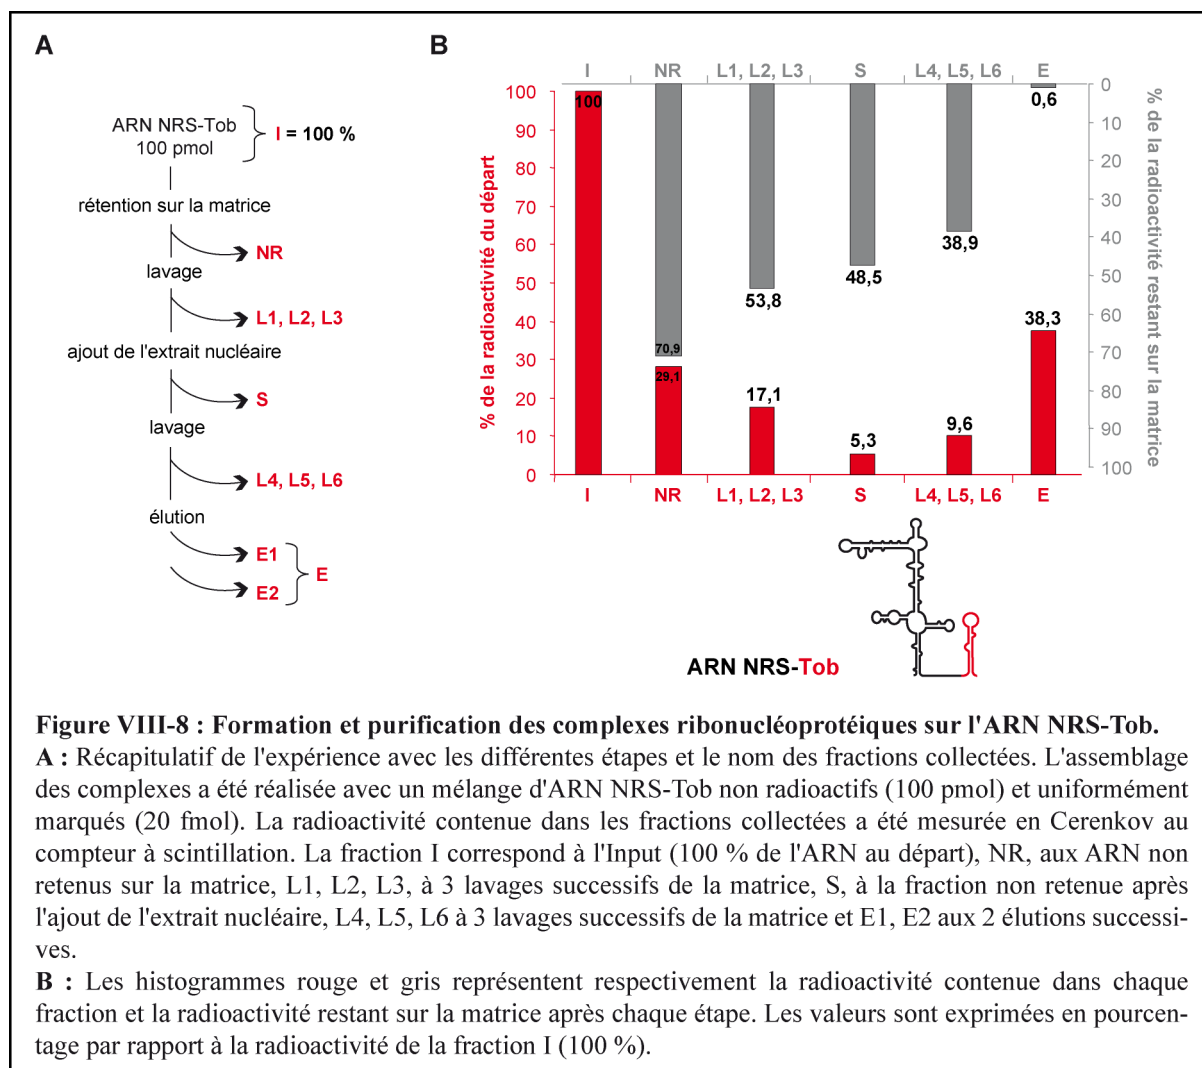 A
ARN NRS-Tob
100 pmol
I = 100 %
rétention sur la matrice
NR
lavage
L1, L2, L3
ajout de l'extrait nucléaire
S
lavage
L4, L5, L6
élution
E1
E2
E
B
I NR L1, L2, L3 S L4, L5, L6 E
% de la radioactivité du départ
100
90
80
70
60
50
40
30
20
10
0
100
70,9
29,1
53,8
17,1
48,5
5,3
38,9
9,6
0,6
38,3
0
10
20
30
40
50
60
70
80
90
100
% de la radioactivité restant sur la matrice
I NR L1, L2, L3 S L4, L5, L6 E
ARN NRS-Tob
Figure VIII-8 : Formation et purification des complexes ribonucléoprotéiques sur l'ARN NRS-Tob.
A : Récapitulatif de l'expérience avec les différentes étapes et le nom des fractions collectées. L'assemblage
des complexes a été réalisée avec un mélange d'ARN NRS-Tob non radioactifs (100 pmol) et uniformément
marqués (20 fmol). La radioactivité contenue dans les fractions collectées a été mesurée en Cerenkov au
compteur à scintillation. La fraction I correspond à l'Input (100 % de l'ARN au départ), NR, aux ARN non
retenus sur la matrice, L1, L2, L3, à 3 lavages successifs de la matrice, S, à la fraction non retenue après
l'ajout de l'extrait nucléaire, L4, L5, L6 à 3 lavages successifs de la matrice et E1, E2 aux 2 élutions successi-
ves.
B : Les histogrammes rouge et gris représentent respectivement la radioactivité contenue dans chaque
fraction et la radioactivité restant sur la matrice après chaque étape. Les valeurs sont exprimées en pourcen-
tage par rapport à la radioactivité de la fraction I (100 %).